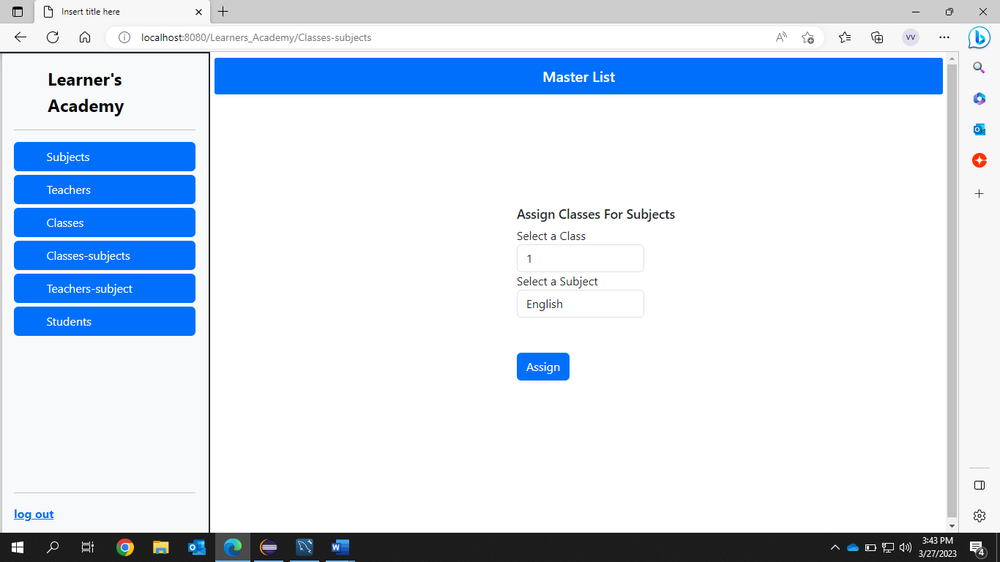 Insert title here
localhost:8080/Learners_Academy/Classes-subjects
A
VV
Learner's
Academy
Subjects
Teachers
Classes
Classes-subjects
Teachers-subject
Students
log out
Master List
Assign Classes For Subjects
Select a Class
1
Select a Subject
English
Assign
3:43 PM
3/27/2023
4